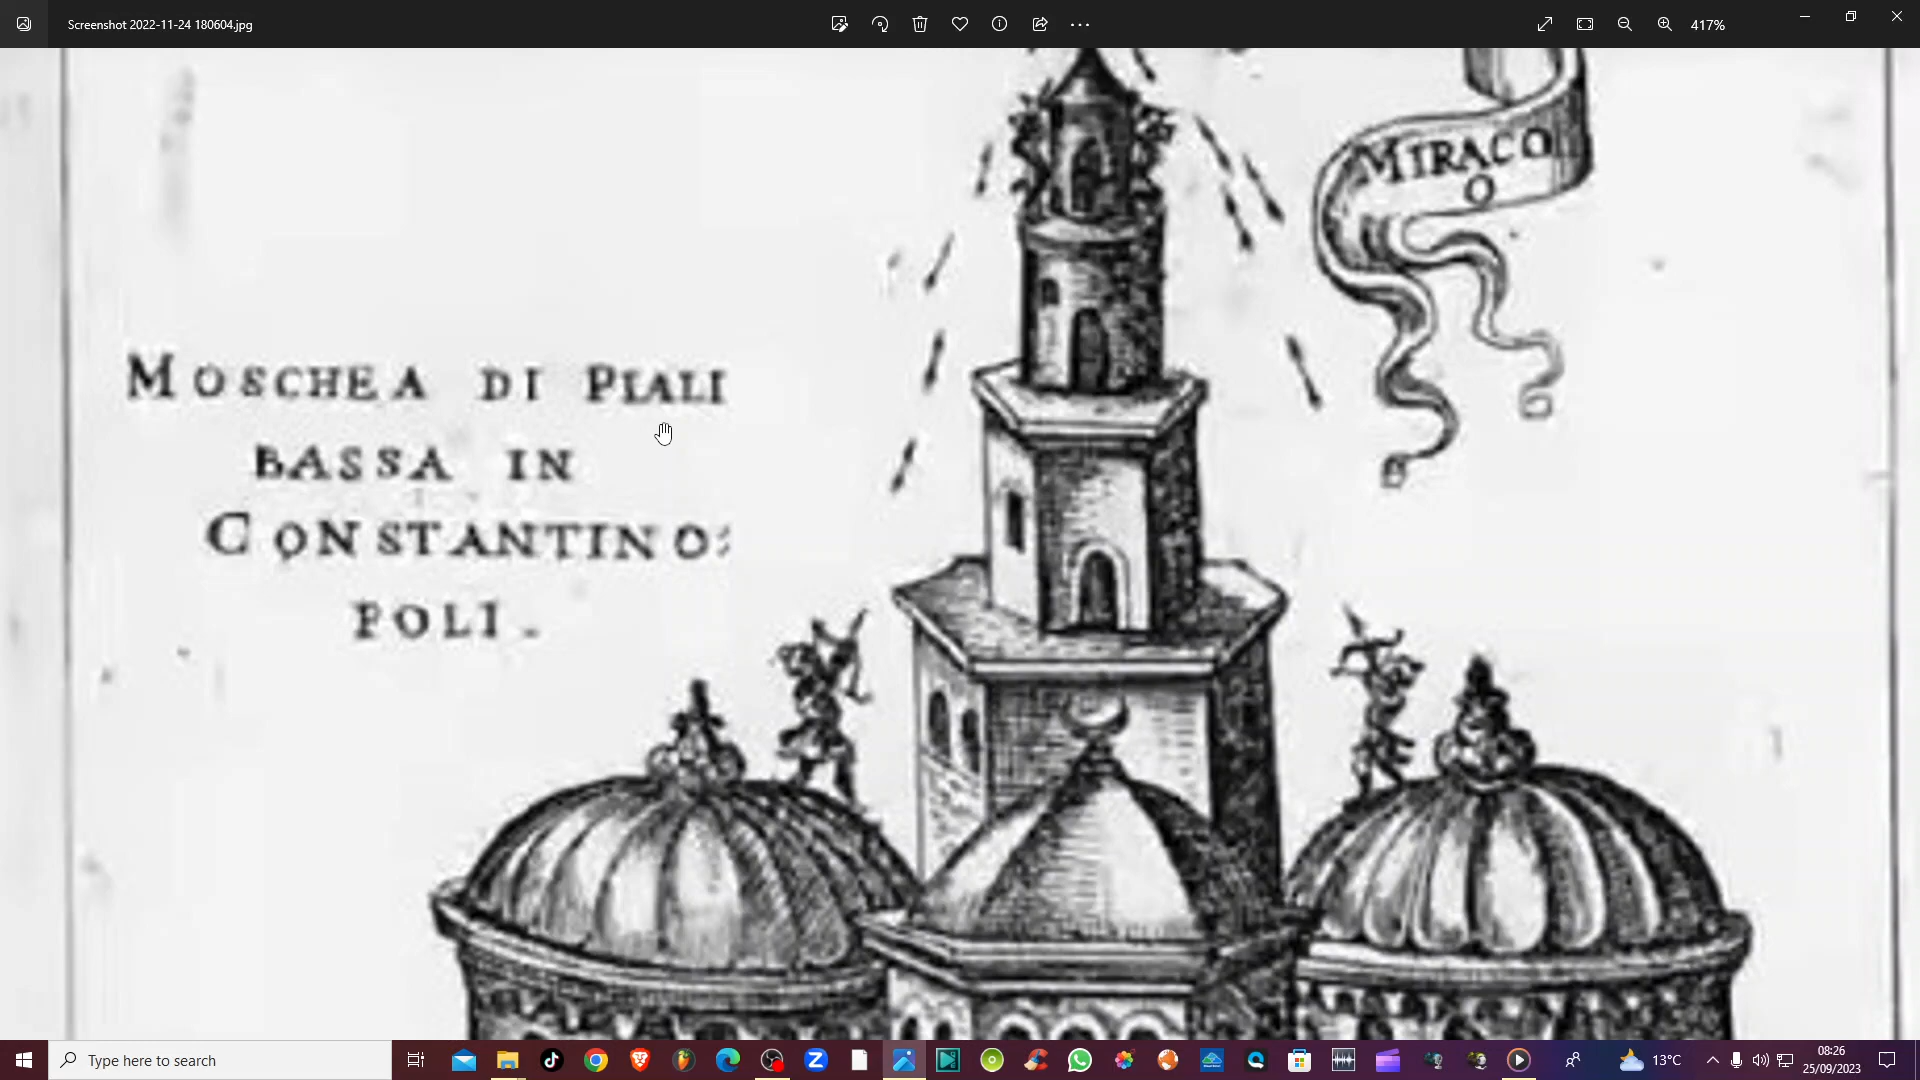 Screenshot 2022-11-24 180604.jpg
417%
MIRACO
O
MOSCHEA DI PIALI
BASSA IN
CONSTANTINO:
POLI.
Type here to search
13°C
08:26
25/09/2023